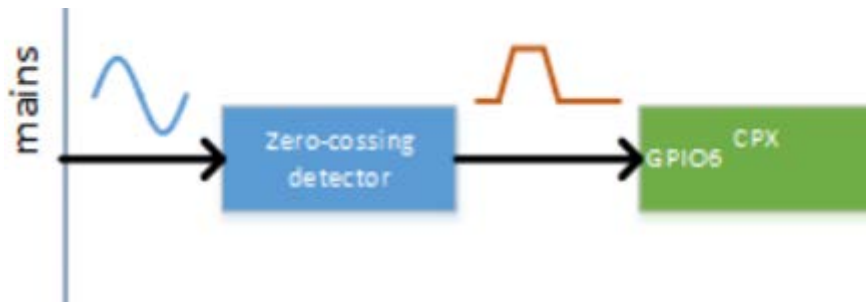 mains
Zero-cossing
detector
GPIO6
CPX